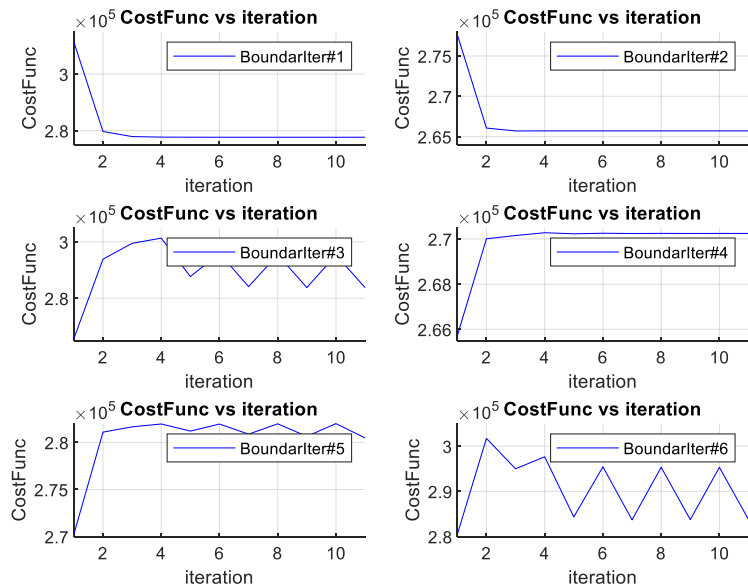 ×10⁵ CostFunc vs iteration
BoundarIter#1
3
2.8
CostFunc
2 4 6 8 10
iteration
×10⁵ CostFunc vs iteration
BoundarIter#2
2.75
2.7
2.65
CostFunc
2 4 6 8 10
iteration
×10⁵ CostFunc vs iteration
BoundarIter#3
3
2.8
CostFunc
2 4 6 8 10
iteration
×10⁵ CostFunc vs iteration
BoundarIter#4
2.7
2.68
2.66
CostFunc
2 4 6 8 10
iteration
×10⁵ CostFunc vs iteration
BoundarIter#5
2.8
2.75
2.7
CostFunc
2 4 6 8 10
iteration
×10⁵ CostFunc vs iteration
BoundarIter#6
3
2.9
2.8
CostFunc
2 4 6 8 10
iteration